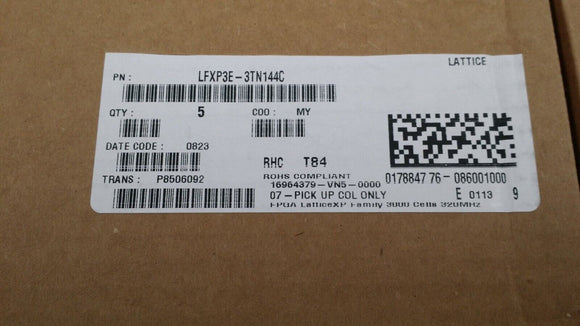 LATTICE
PN : LFXP3E-3TN144C
QTY : 5 COO : MY
DATE CODE : 0823
RHC T84
TRANS : P8506092
ROHS COMPLIANT
0178847 76-086001000
16964379-VN5-0000
E 0113 9
07-PICK UP COL ONLY
FPGA LatticeXP Family 3000 Cells 320MHz